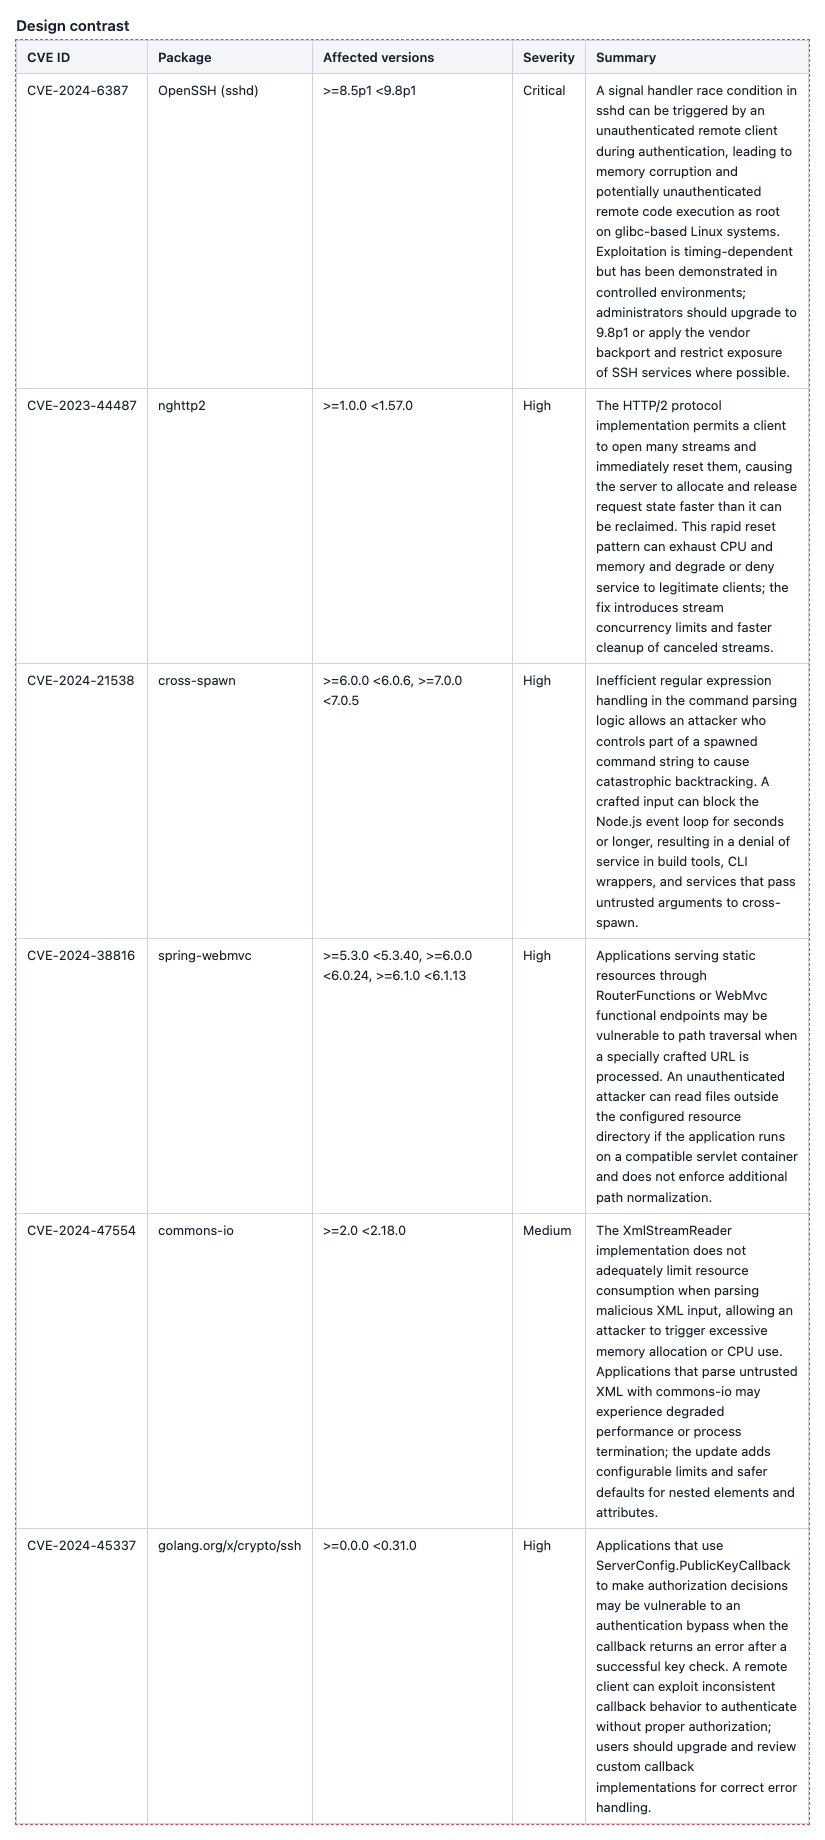 Design contrast
CVE ID Package Affected versions Severity Summary
CVE-2024-6387 OpenSSH (sshd) >=8.5p1 <9.8p1 Critical A signal handler race condition in
sshd can be triggered by an
unauthenticated remote client
during authentication, leading to
memory corruption and
potentially unauthenticated
remote code execution as root
on glibc-based Linux systems.
Exploitation is timing-dependent
but has been demonstrated in
controlled environments;
administrators should upgrade to
9.8p1 or apply the vendor
backport and restrict exposure
of SSH services where possible.
CVE-2023-44487 nghttp2 >=1.0.0 <1.57.0 High The HTTP/2 protocol
implementation permits a client
to open many streams and
immediately reset them, causing
the server to allocate and release
request state faster than it can
be reclaimed. This rapid reset
pattern can exhaust CPU and
memory and degrade or deny
service to legitimate clients; the
fix introduces stream
concurrency limits and faster
cleanup of canceled streams.
CVE-2024-21538 cross-spawn >=6.0.0 <6.0.6, >=7.0.0 High Inefficient regular expression
<7.0.5 handling in the command parsing
logic allows an attacker who
controls part of a spawned
command string to cause
catastrophic backtracking. A
crafted input can block the
Node.js event loop for seconds
or longer, resulting in a denial of
service in build tools, CLI
wrappers, and services that pass
untrusted arguments to cross-
spawn.
CVE-2024-38816 spring-webmvc >=5.3.0 <5.3.40, >=6.0.0 High Applications serving static
<6.0.24, >=6.1.0 <6.1.13 resources through
RouterFunctions or WebMvc
functional endpoints may be
vulnerable to path traversal when
a specially crafted URL is
processed. An unauthenticated
attacker can read files outside
the configured resource
directory if the application runs
on a compatible servlet container
and does not enforce additional
path normalization.
CVE-2024-47554 commons-io >=2.0 <2.18.0 Medium The XmlStreamReader
implementation does not
adequately limit resource
consumption when parsing
malicious XML input, allowing an
attacker to trigger excessive
memory allocation or CPU use.
Applications that parse untrusted
XML with commons-io may
experience degraded
performance or process
termination; the update adds
configurable limits and safer
defaults for nested elements and
attributes.
CVE-2024-45337 golang.org/x/crypto/ssh >=0.0.0 <0.31.0 High Applications that use
ServerConfig.PublicKeyCallback
to make authorization decisions
may be vulnerable to an
authentication bypass when the
callback returns an error after a
successful key check. A remote
client can exploit inconsistent
callback behavior to authenticate
without proper authorization;
users should upgrade and review
custom callback
implementations for correct error
handling.